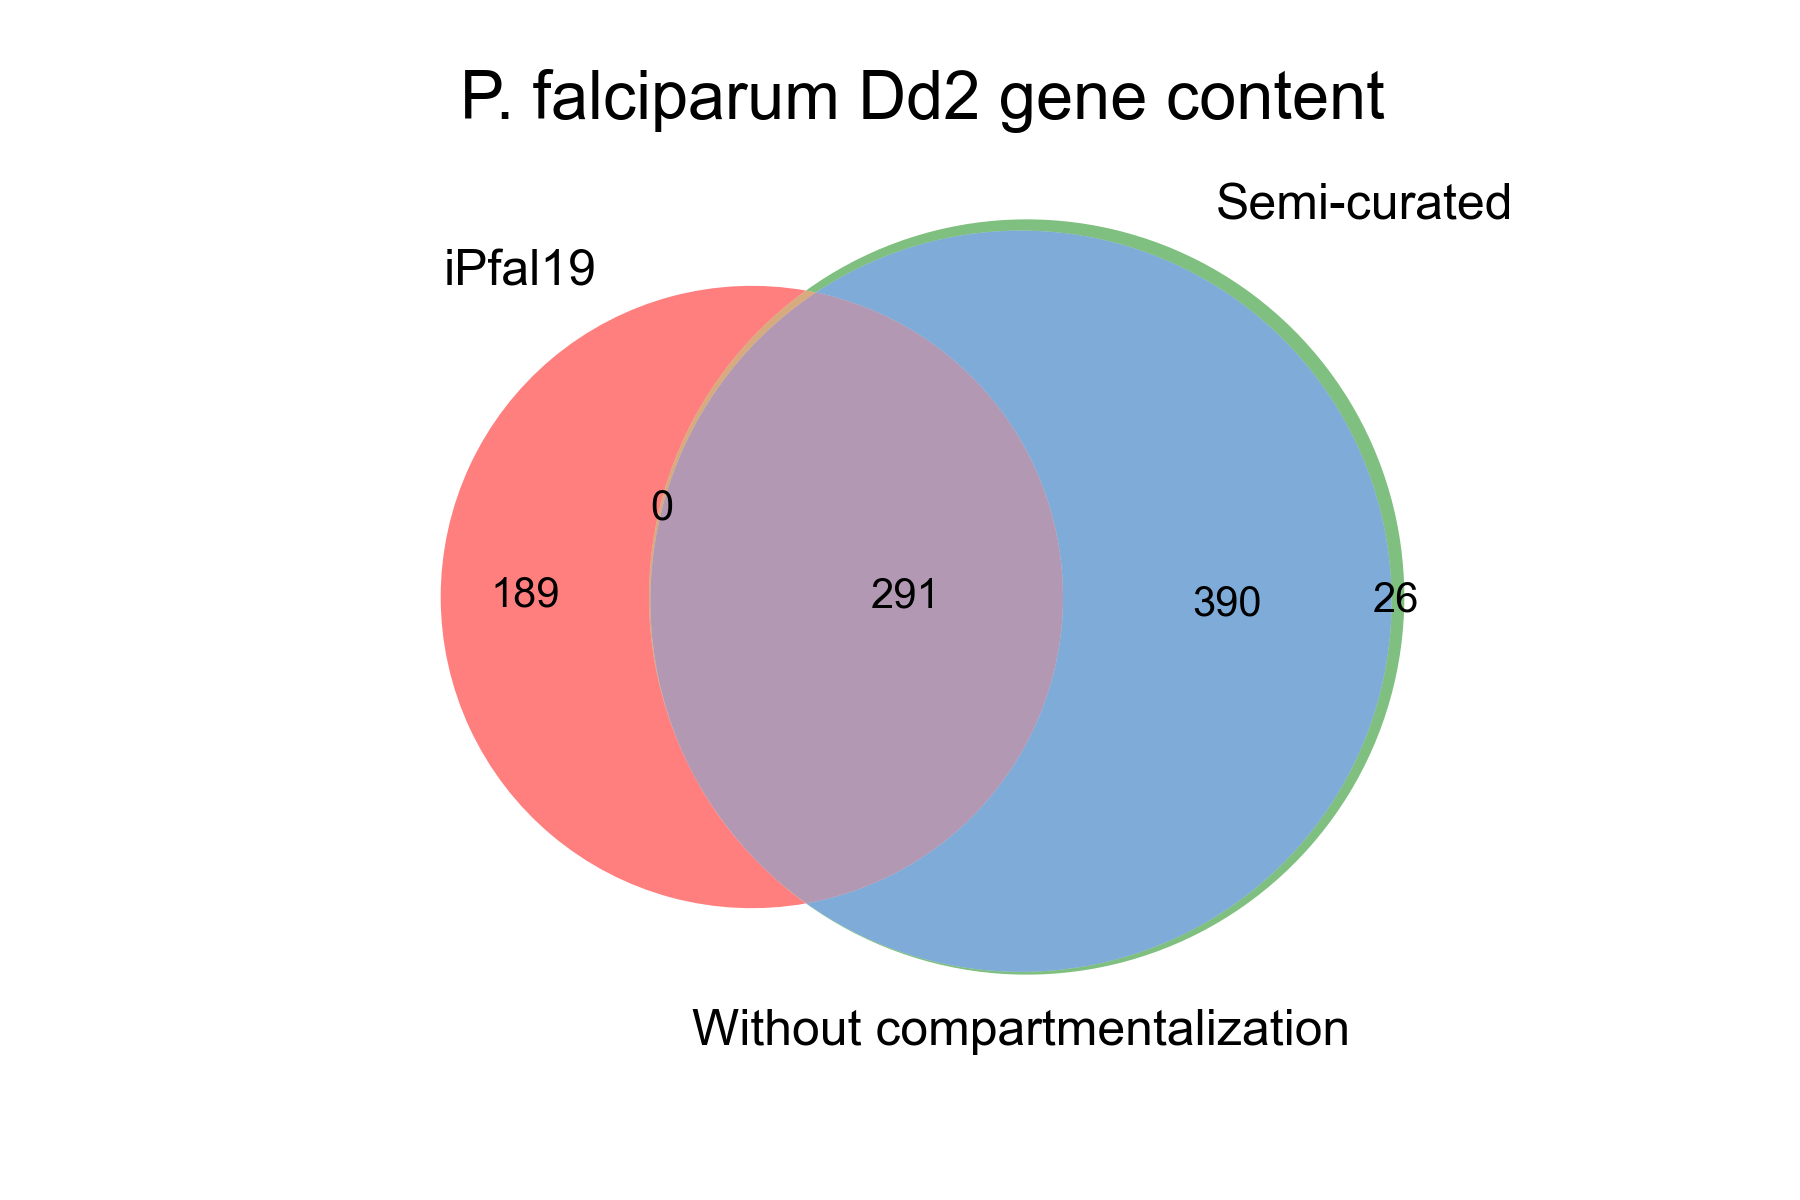 P. falciparum Dd2 gene content
Semi-curated
iPfal19
0
189
291
390
26
Without compartmentalization